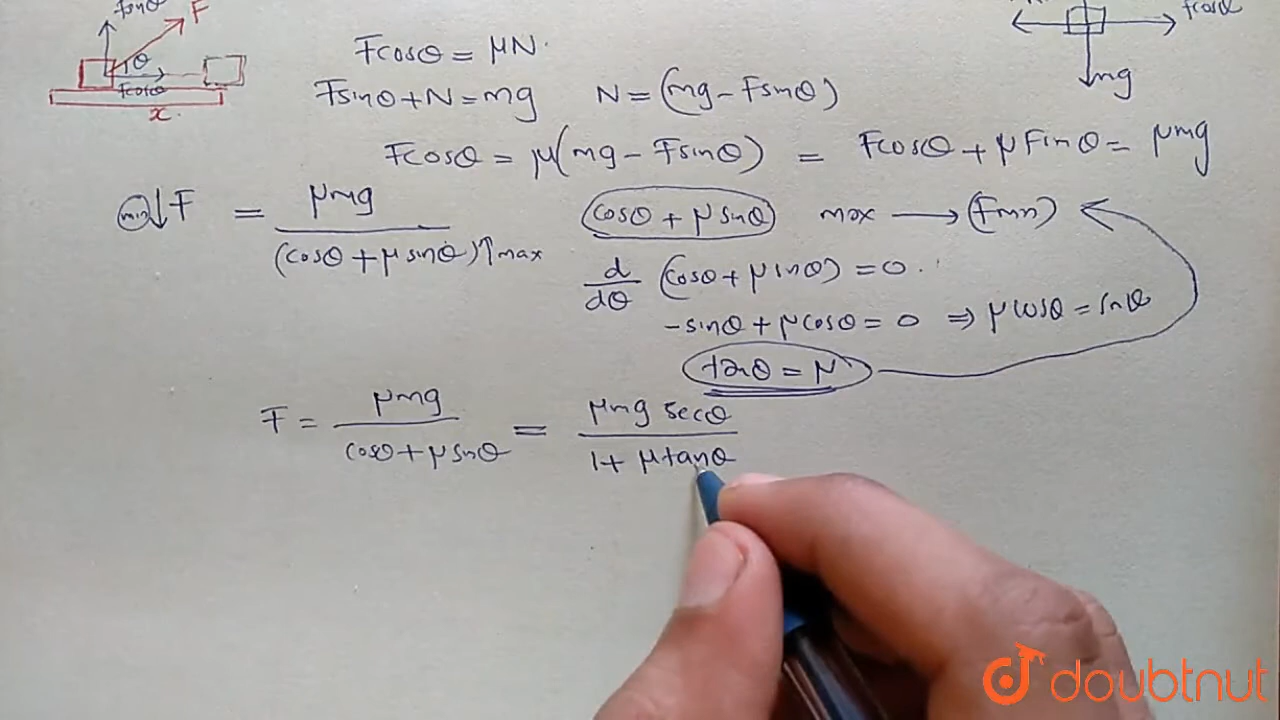 fsinθ
F
θ
Fcosθ
x
fcosθ
mg
Fcosθ = μN
Fsinθ + N = mg N = (mg - Fsinθ)
Fcosθ = μ(mg - Fsinθ) = Fcosθ + μFsinθ = μmg
min ↓ F = μmg / (cosθ + μsinθ) ↑ max
cosθ + μsinθ max → (Fmn)
d/dθ (cosθ + μsinθ) = 0
-sinθ + μcosθ = 0 ⇒ μcosθ = sinθ
tanθ = μ
F = μmg / cosθ + μsinθ = μmg secθ / 1 + μtanθ
doubtnut